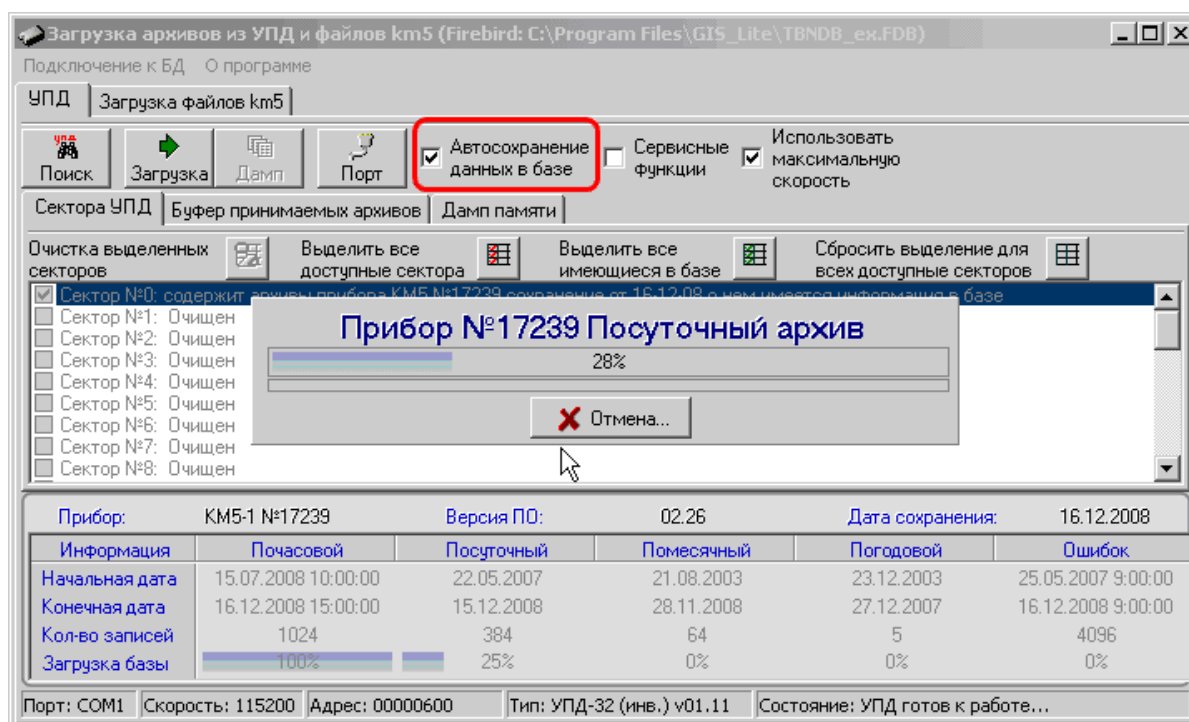 Загрузка архивов из УПД и файлов km5 (Firebird: C:\Program Files\GIS_Lite\TBNDB_ex.FDB)
Подключение к БД О программе
УПД Загрузка файлов km5
Поиск Загрузка Дамп Порт Автосохранение данных в базе Сервисные функции Использовать максимальную скорость
Сектора УПД Буфер принимаемых архивов Дамп памяти
Очистка выделенных секторов Выделить все доступные сектора Выделить все имеющиеся в базе Сбросить выделение для всех доступные секторов
Сектор №0: содержит архивы прибора КМ5 №17239 сохранение от 16-12-08 о нем имеется информация в базе
Сектор №1: Очищен
Сектор №2: Очищен
Сектор №3: Очищен
Сектор №4: Очищен
Сектор №5: Очищен
Сектор №6: Очищен
Сектор №7: Очищен
Сектор №8: Очищен
Прибор №17239 Посуточный архив
28%
Отмена...
Прибор: КМ5-1 №17239 Версия ПО: 02.26 Дата сохранения: 16.12.2008
Информация Почасовой Посуточный Помесячный Погодовой Ошибок
Начальная дата 15.07.2008 10:00:00 22.05.2007 21.08.2003 23.12.2003 25.05.2007 9:00:00
Конечная дата 16.12.2008 15:00:00 15.12.2008 28.11.2008 27.12.2007 16.12.2008 9:00:00
Кол-во записей 1024 384 64 5 4096
Загрузка базы 100% 25% 0% 0% 0%
Порт: COM1 Скорость: 115200 Адрес: 00000600 Тип: УПД-32 (инв.) v01.11 Состояние: УПД готов к работе...